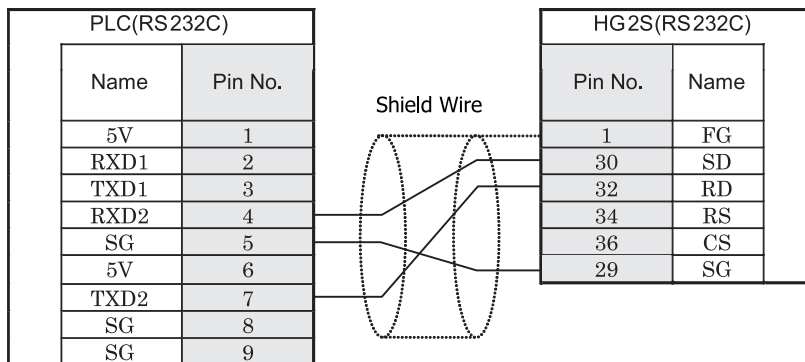 PLC(RS232C)
Name Pin No.
5V 1
RXD1 2
TXD1 3
RXD2 4
SG 5
5V 6
TXD2 7
SG 8
SG 9
Shield Wire
HG2S(RS232C)
Pin No. Name
1 FG
30 SD
32 RD
34 RS
36 CS
29 SG